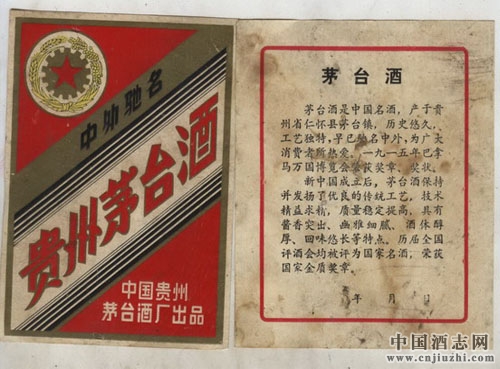 中外驰名
贵州茅台酒
中国贵州
茅台酒厂出品
茅台酒
茅台酒是中国名酒，产于贵
州省仁怀县茅台镇，历史悠久，
工艺独特，早已名中外，为广大
消费者所热爱。一九一五年巴拿
马万国博览会荣获奖章、奖状。
新中国成立后，茅台酒保持
并发扬了优良的传统工艺，技术
精益求精，质量稳定提高，具有
酱香突出、幽雅细腻、酒体醇
厚、回味悠长等特点。历届全国
评酒会均被评为国家名酒，荣获
国家金质奖章。
年 月 日
中国酒志网
www.cnjiuzhi.com